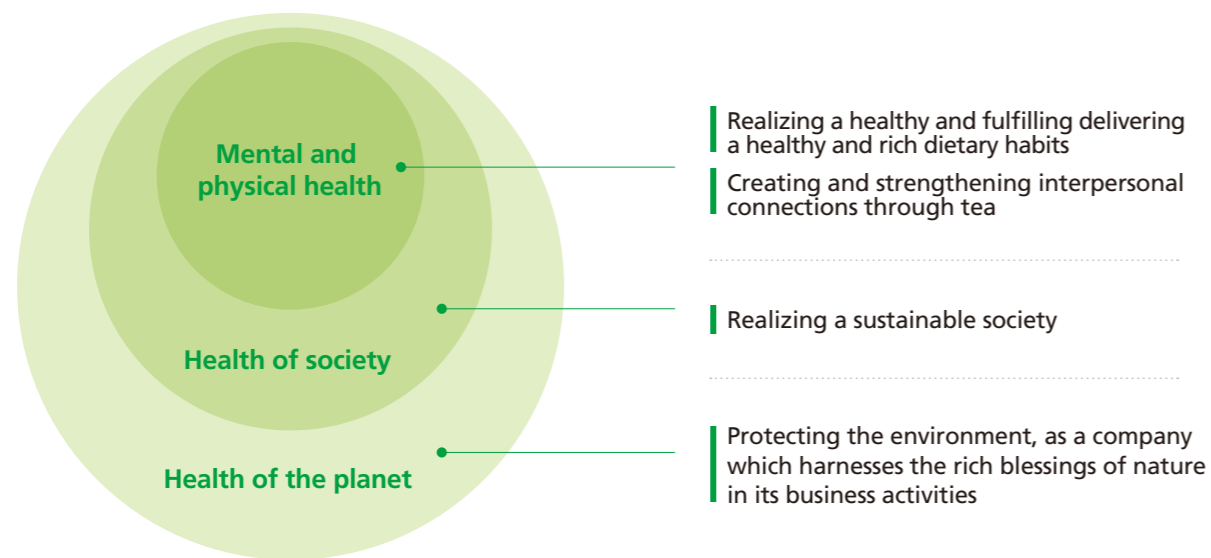 Mental and
physical health
Realizing a healthy and fulfilling delivering
a healthy and rich dietary habits
Creating and strengthening interpersonal
connections through tea
Health of society
Realizing a sustainable society
Health of the planet
Protecting the environment, as a company
which harnesses the rich blessings of nature
in its business activities